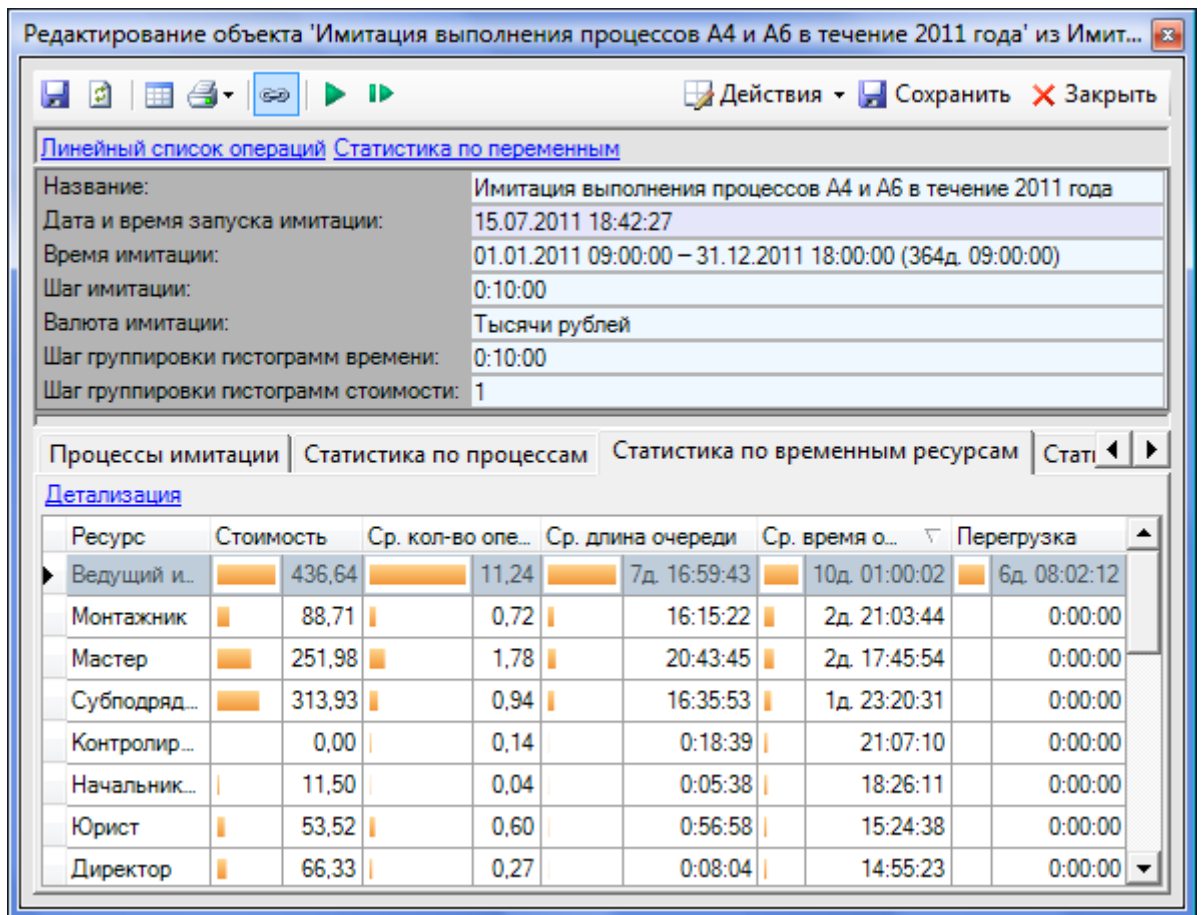 Редактирование объекта 'Имитация выполнения процессов А4 и А6 в течение 2011 года' из Имит...
Действия Сохранить Закрыть
Линейный список операций Статистика по переменным
Название: Имитация выполнения процессов А4 и А6 в течение 2011 года
Дата и время запуска имитации: 15.07.2011 18:42:27
Время имитации: 01.01.2011 09:00:00 – 31.12.2011 18:00:00 (364д. 09:00:00)
Шаг имитации: 0:10:00
Валюта имитации: Тысячи рублей
Шаг группировки гистограмм времени: 0:10:00
Шаг группировки гистограмм стоимости: 1
Процессы имитации Статистика по процессам Статистика по временным ресурсам Стати
Детализация
Ресурс Стоимость Ср. кол-во опе... Ср. длина очереди Ср. время о... Перегрузка
Ведущий и... 436,64 11,24 7д. 16:59:43 10д. 01:00:02 6д. 08:02:12
Монтажник 88,71 0,72 16:15:22 2д. 21:03:44 0:00:00
Мастер 251,98 1,78 20:43:45 2д. 17:45:54 0:00:00
Субподряд... 313,93 0,94 16:35:53 1д. 23:20:31 0:00:00
Контролир... 0,00 0,14 0:18:39 21:07:10 0:00:00
Начальник... 11,50 0,04 0:05:38 18:26:11 0:00:00
Юрист 53,52 0,60 0:56:58 15:24:38 0:00:00
Директор 66,33 0,27 0:08:04 14:55:23 0:00:00